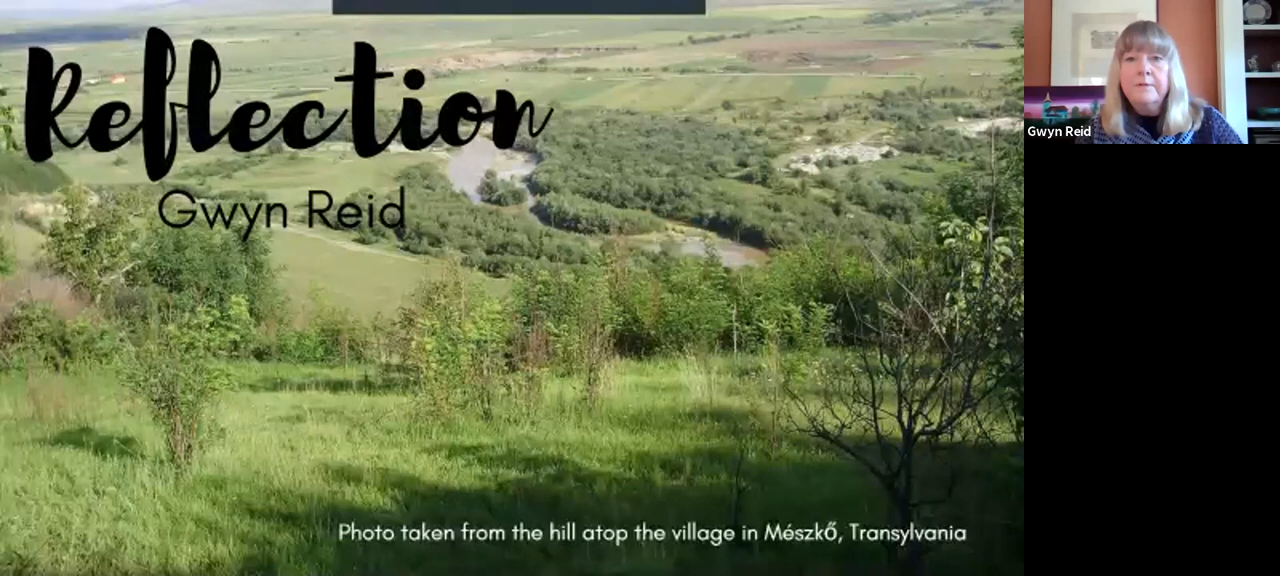 Reflection
Gwyn Reid
Gwyn Reid
Photo taken from the hill atop the village in Mészkő, Transylvania